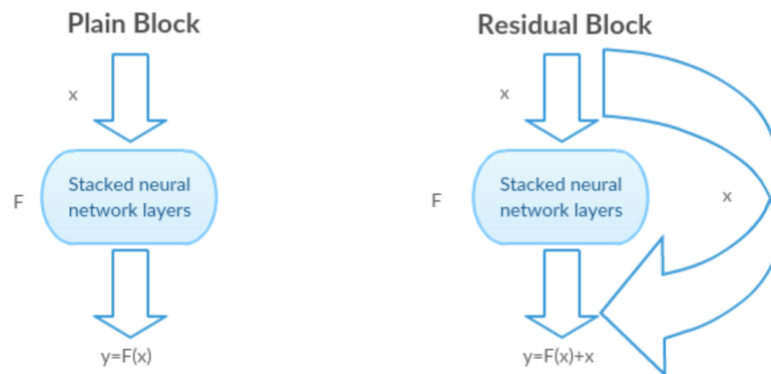 Plain Block
x
F
Stacked neural
network layers
y=F(x)
Residual Block
x
F
Stacked neural
network layers
x
y=F(x)+x